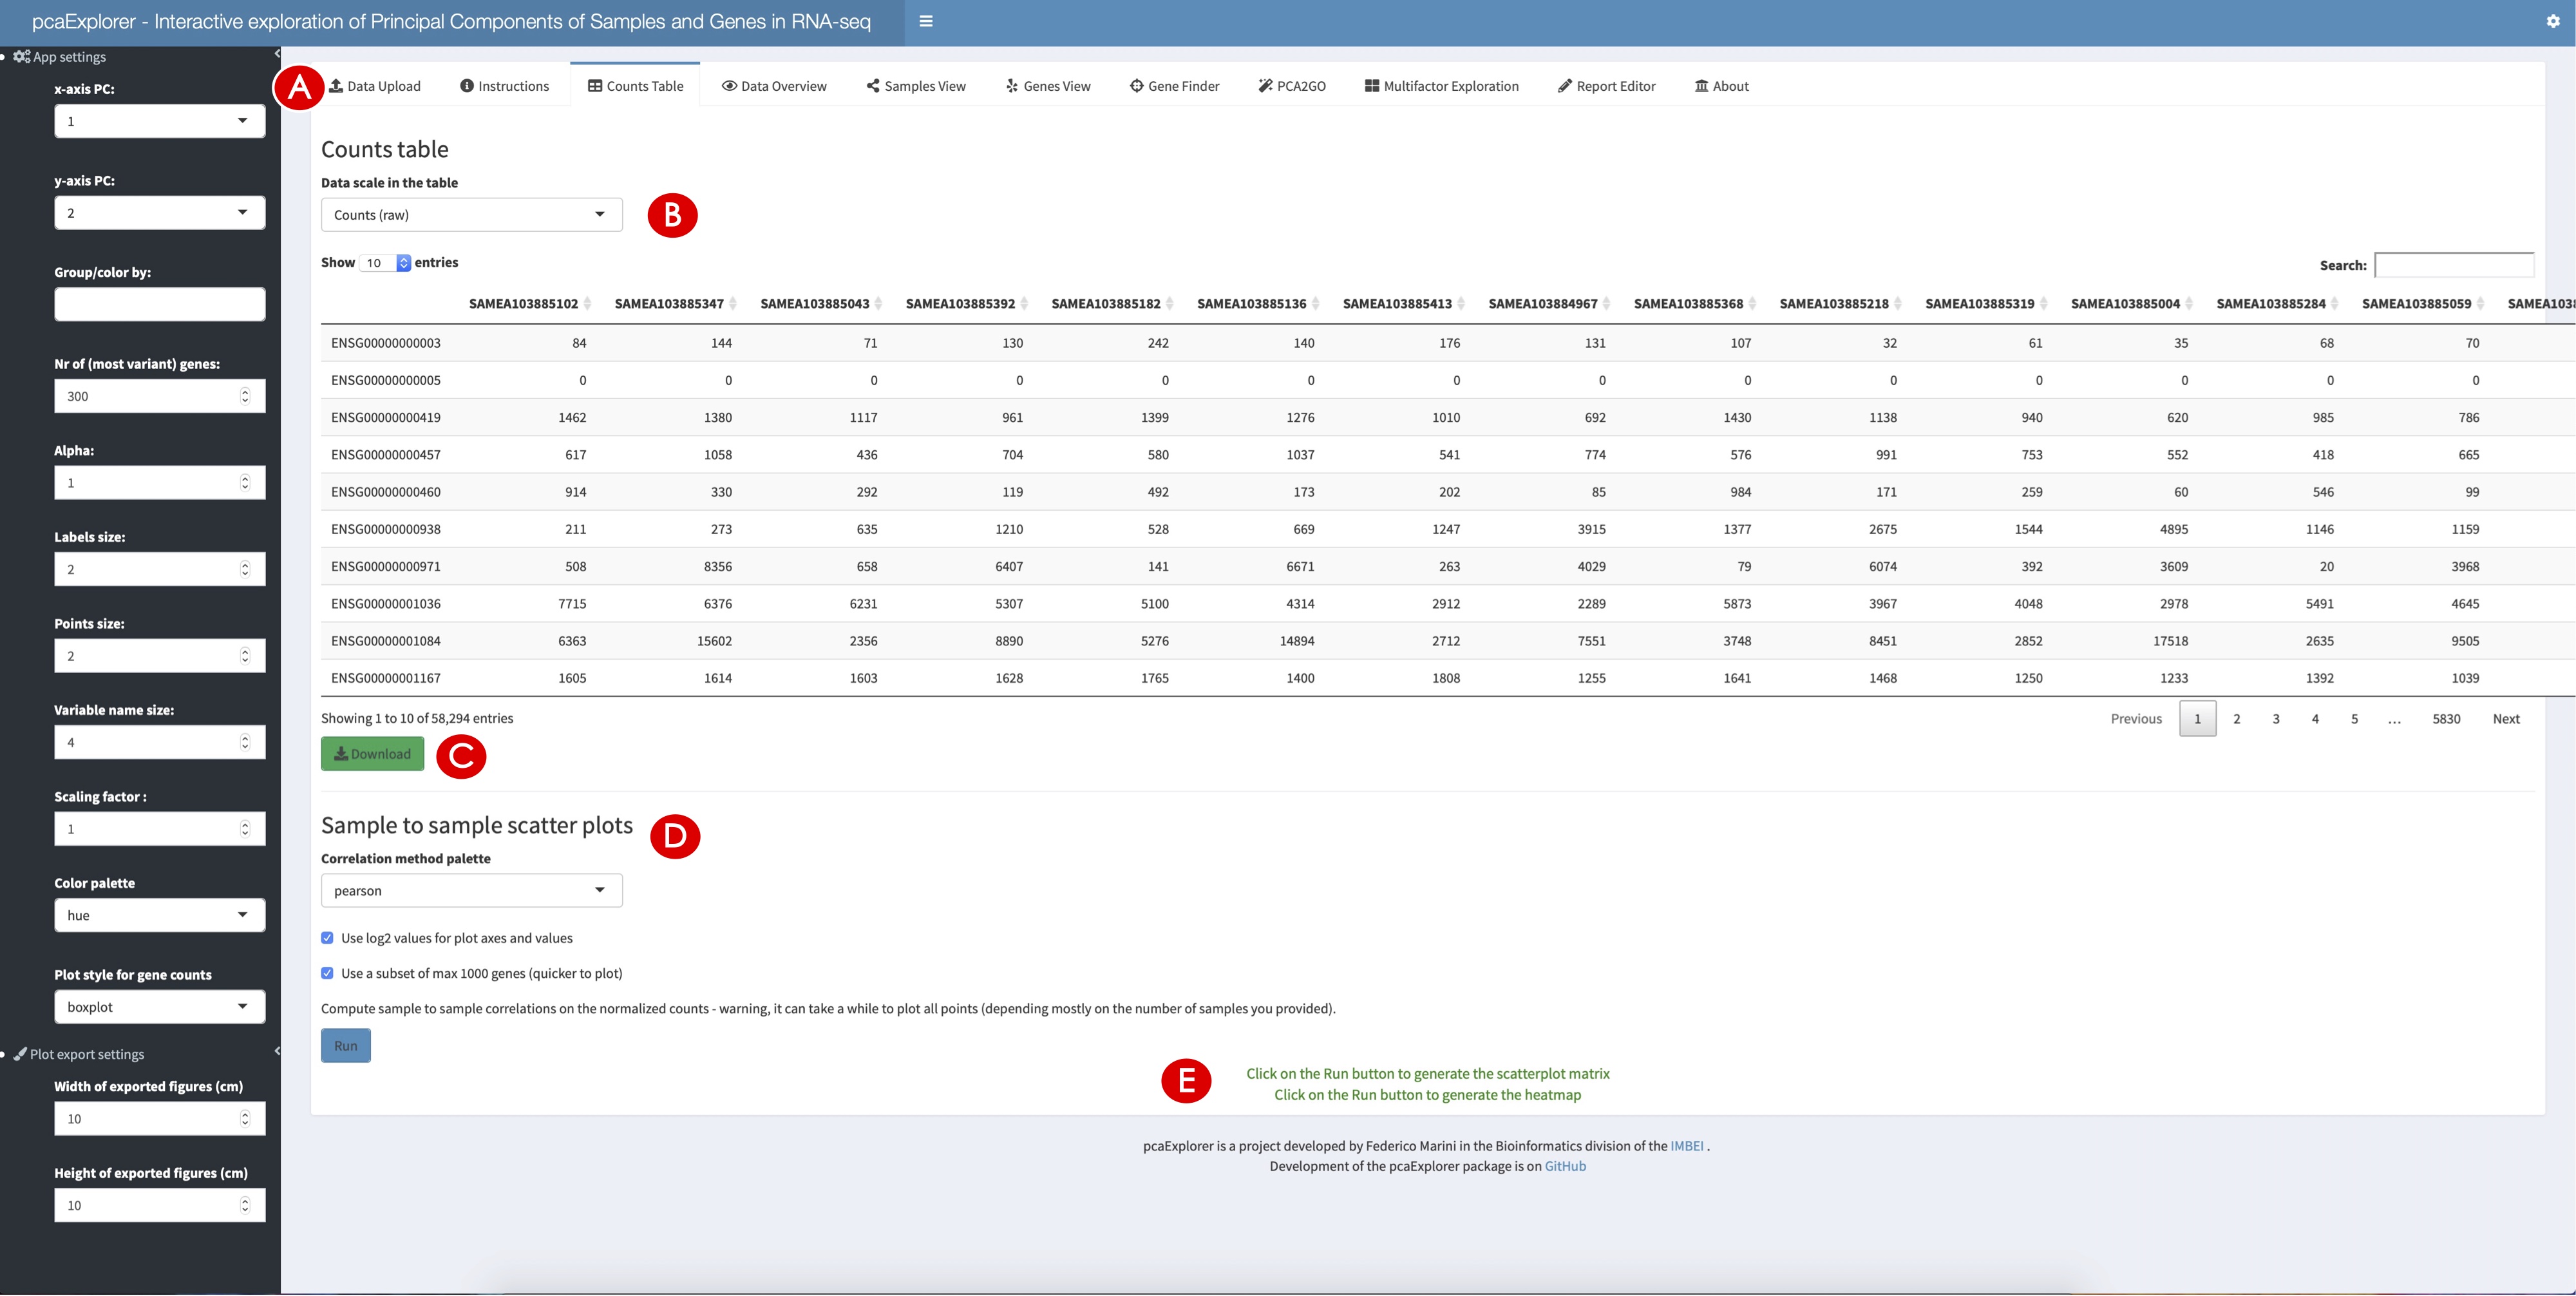 pcaExplorer - Interactive exploration of Principal Components of Samples and Genes in RNA-seq
App settings
x-axis PC:
1
y-axis PC:
2
Group/color by:
Nr of (most variant) genes:
300
Alpha:
1
Labels size:
2
Points size:
2
Variable name size:
4
Scaling factor :
1
Color palette
hue
Plot style for gene counts
boxplot
Plot export settings
Width of exported figures (cm)
10
Height of exported figures (cm)
10
A Data Upload Instructions Counts Table Data Overview Samples View Genes View Gene Finder PCA2GO Multifactor Exploration Report Editor About
Counts table
Data scale in the table
Counts (raw) B
Show 10 entries Search:
SAMEA103885102 SAMEA103885347 SAMEA103885043 SAMEA103885392 SAMEA103885182 SAMEA103885136 SAMEA103885413 SAMEA103884967 SAMEA103885368 SAMEA103885218 SAMEA103885319 SAMEA103885004 SAMEA103885284 SAMEA103885059
ENSG00000000003 84 144 71 130 242 140 176 131 107 32 61 35 68 70
ENSG00000000005 0 0 0 0 0 0 0 0 0 0 0 0 0 0
ENSG00000000419 1462 1380 1117 961 1399 1276 1010 692 1430 1138 940 620 985 786
ENSG00000000457 617 1058 436 704 580 1037 541 774 576 991 753 552 418 665
ENSG00000000460 914 330 292 119 492 173 202 85 984 171 259 60 546 99
ENSG00000000938 211 273 635 1210 528 669 1247 3915 1377 2675 1544 4895 1146 1159
ENSG00000000971 508 8356 658 6407 141 6671 263 4029 79 6074 392 3609 20 3968
ENSG00000001036 7715 6376 6231 5307 5100 4314 2912 2289 5873 3967 4048 2978 5491 4645
ENSG00000001084 6363 15602 2356 8890 5276 14894 2712 7551 3748 8451 2852 17518 2635 9505
ENSG00000001167 1605 1614 1603 1628 1765 1400 1808 1255 1641 1468 1250 1233 1392 1039
Showing 1 to 10 of 58,294 entries Previous 1 2 3 4 5 ... 5830 Next
Download C
Sample to sample scatter plots D
Correlation method palette
pearson
Use log2 values for plot axes and values
Use a subset of max 1000 genes (quicker to plot)
Compute sample to sample correlations on the normalized counts - warning, it can take a while to plot all points (depending mostly on the number of samples you provided).
Run
E Click on the Run button to generate the scatterplot matrix
Click on the Run button to generate the heatmap
pcaExplorer is a project developed by Federico Marini in the Bioinformatics division of the IMBEI .
Development of the pcaExplorer package is on GitHub